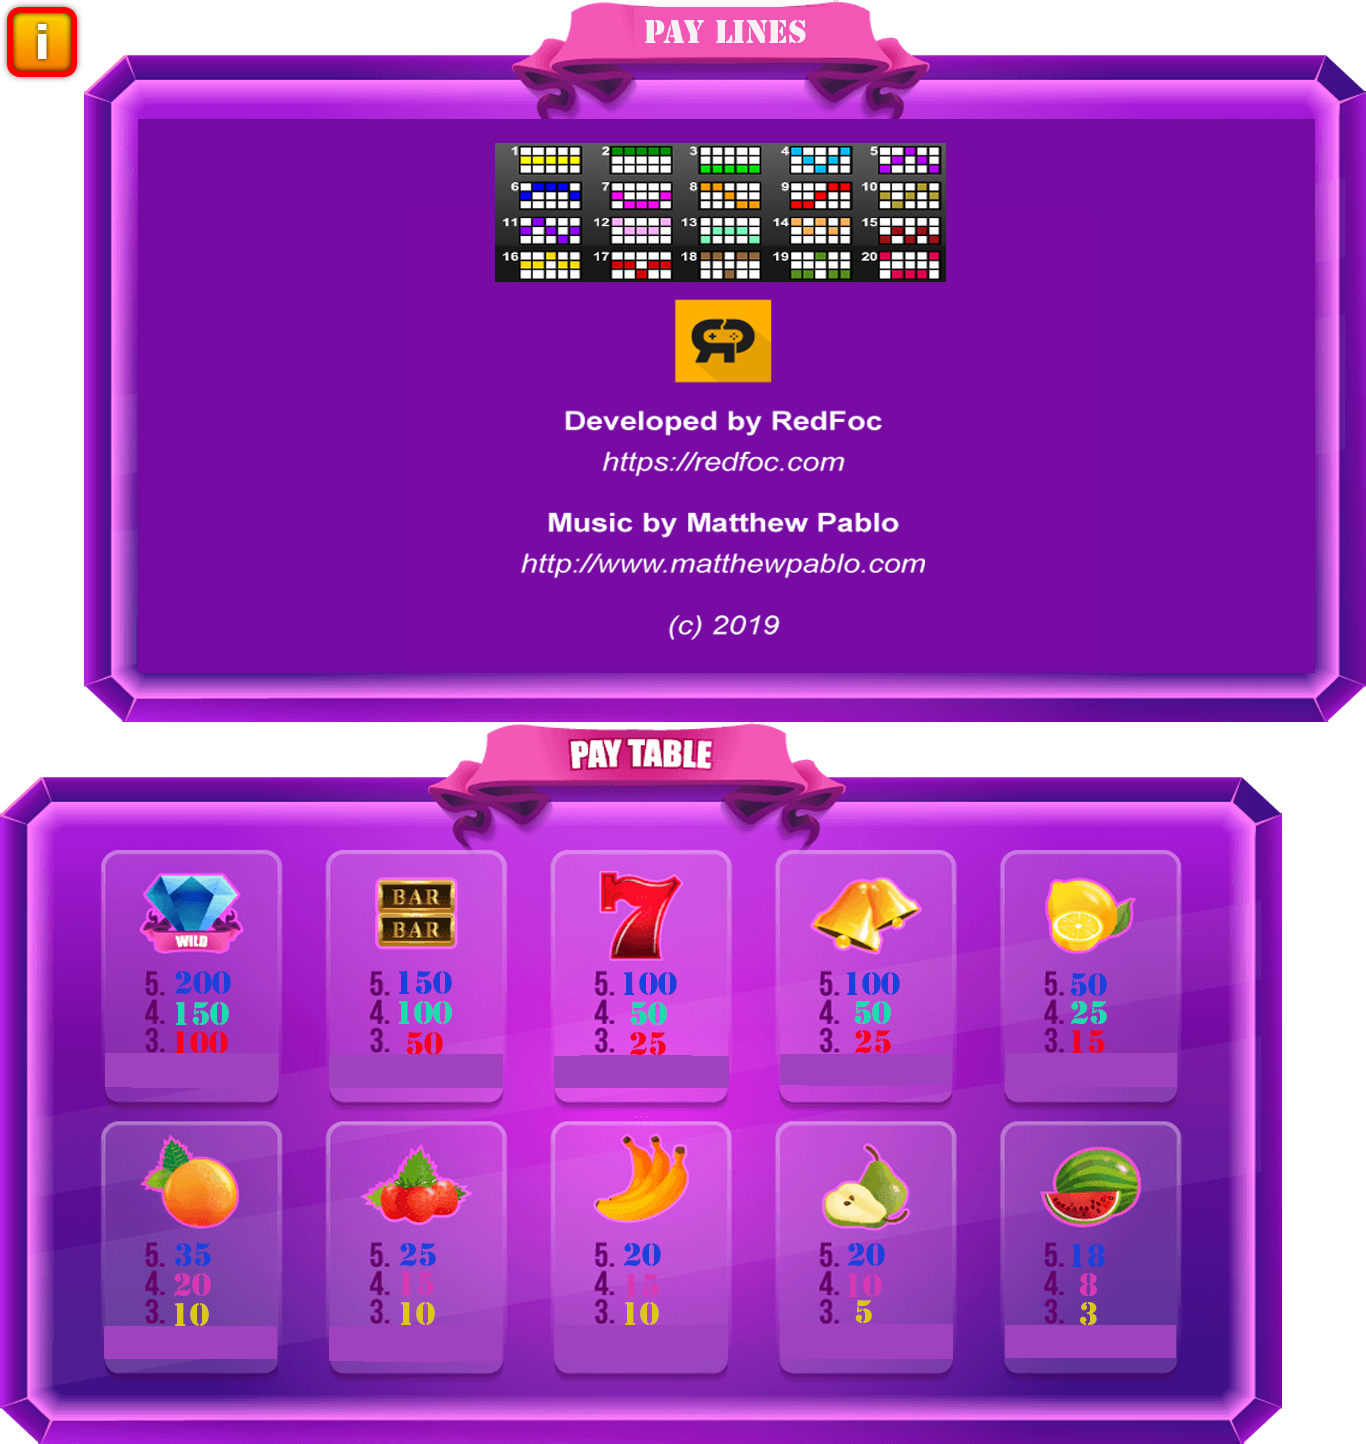 i
PAY LINES
1 2 3 4 5
6 7 8 9 10
11 12 13 14 15
16 17 18 19 20
Developed by RedFoc
https://redfoc.com
Music by Matthew Pablo
http://www.matthewpablo.com
(c) 2019
PAY TABLE
WILD
BAR
BAR
7
5. 200 5. 150 5. 100 5. 100 5. 50
4. 150 4. 100 4. 50 4. 50 4. 25
3. 100 3. 50 3. 25 3. 25 3. 15
5. 35 5. 25 5. 20 5. 20 5. 18
4. 20 4. 15 4. 15 4. 10 4. 8
3. 10 3. 10 3. 10 3. 5 3. 3